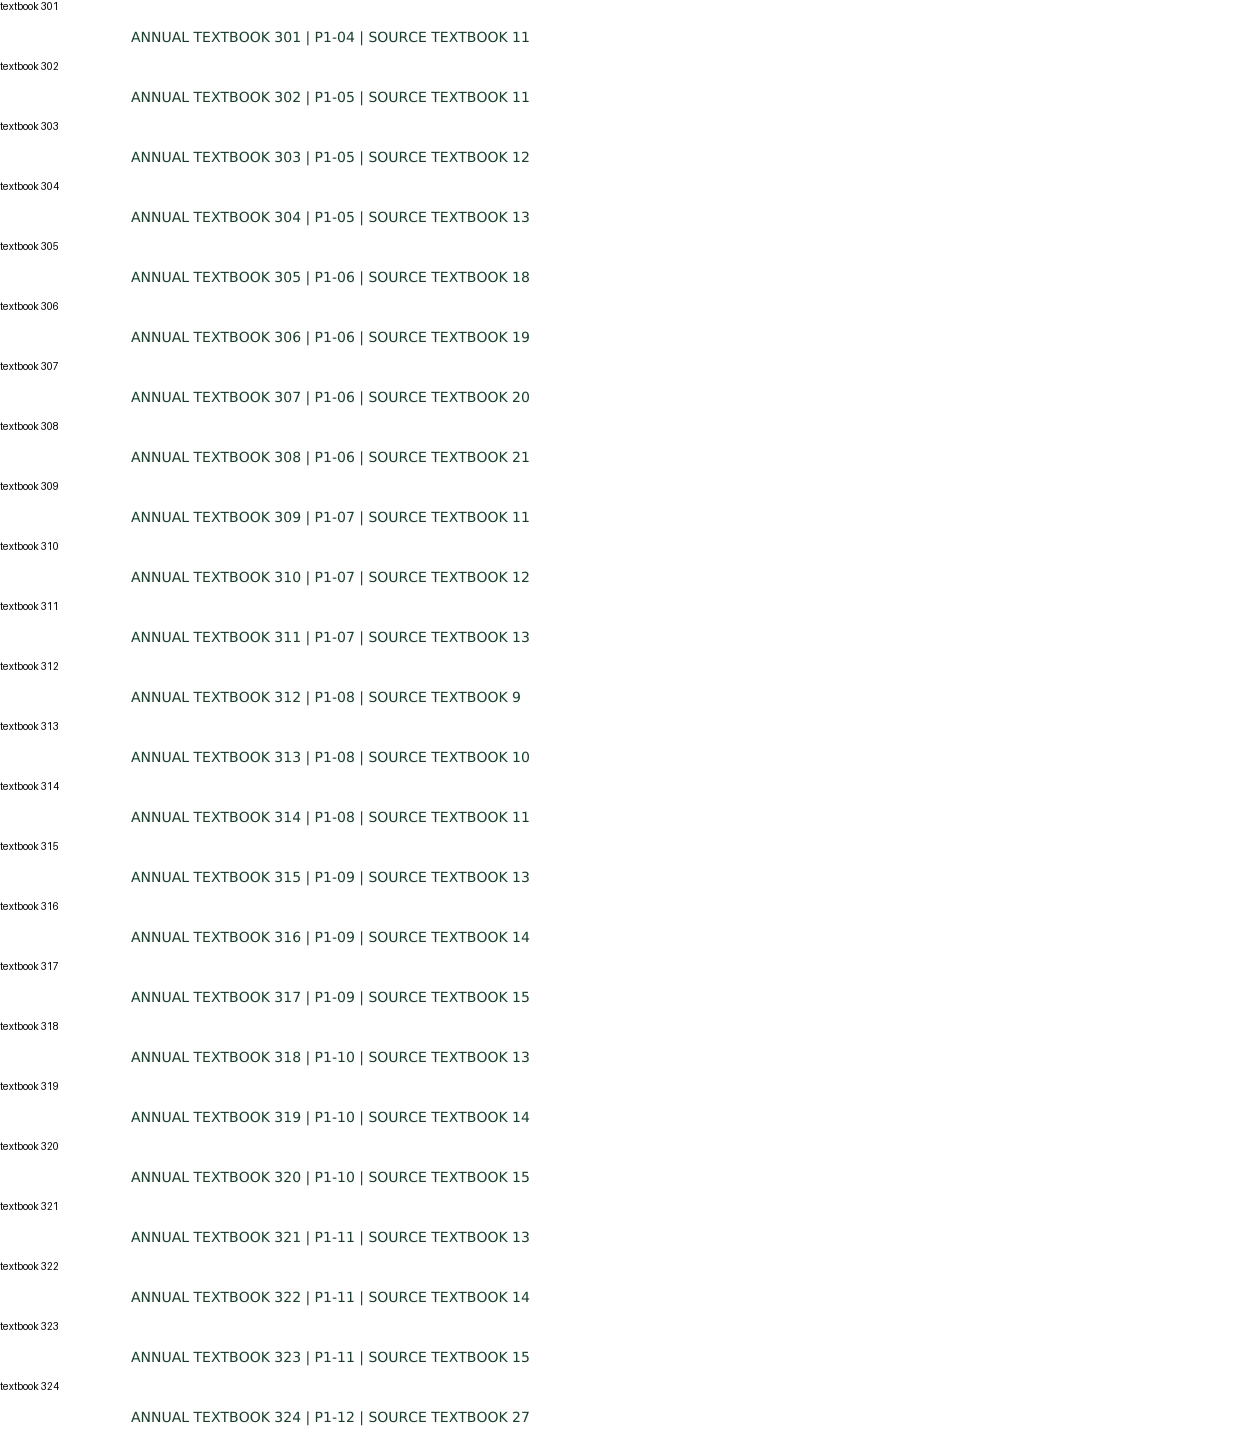 textbook 301
ANNUAL TEXTBOOK 301 | P1-04 | SOURCE TEXTBOOK 11
textbook 302
ANNUAL TEXTBOOK 302 | P1-05 | SOURCE TEXTBOOK 11
textbook 303
ANNUAL TEXTBOOK 303 | P1-05 | SOURCE TEXTBOOK 12
textbook 304
ANNUAL TEXTBOOK 304 | P1-05 | SOURCE TEXTBOOK 13
textbook 305
ANNUAL TEXTBOOK 305 | P1-06 | SOURCE TEXTBOOK 18
textbook 306
ANNUAL TEXTBOOK 306 | P1-06 | SOURCE TEXTBOOK 19
textbook 307
ANNUAL TEXTBOOK 307 | P1-06 | SOURCE TEXTBOOK 20
textbook 308
ANNUAL TEXTBOOK 308 | P1-06 | SOURCE TEXTBOOK 21
textbook 309
ANNUAL TEXTBOOK 309 | P1-07 | SOURCE TEXTBOOK 11
textbook 310
ANNUAL TEXTBOOK 310 | P1-07 | SOURCE TEXTBOOK 12
textbook 311
ANNUAL TEXTBOOK 311 | P1-07 | SOURCE TEXTBOOK 13
textbook 312
ANNUAL TEXTBOOK 312 | P1-08 | SOURCE TEXTBOOK 9
textbook 313
ANNUAL TEXTBOOK 313 | P1-08 | SOURCE TEXTBOOK 10
textbook 314
ANNUAL TEXTBOOK 314 | P1-08 | SOURCE TEXTBOOK 11
textbook 315
ANNUAL TEXTBOOK 315 | P1-09 | SOURCE TEXTBOOK 13
textbook 316
ANNUAL TEXTBOOK 316 | P1-09 | SOURCE TEXTBOOK 14
textbook 317
ANNUAL TEXTBOOK 317 | P1-09 | SOURCE TEXTBOOK 15
textbook 318
ANNUAL TEXTBOOK 318 | P1-10 | SOURCE TEXTBOOK 13
textbook 319
ANNUAL TEXTBOOK 319 | P1-10 | SOURCE TEXTBOOK 14
textbook 320
ANNUAL TEXTBOOK 320 | P1-10 | SOURCE TEXTBOOK 15
textbook 321
ANNUAL TEXTBOOK 321 | P1-11 | SOURCE TEXTBOOK 13
textbook 322
ANNUAL TEXTBOOK 322 | P1-11 | SOURCE TEXTBOOK 14
textbook 323
ANNUAL TEXTBOOK 323 | P1-11 | SOURCE TEXTBOOK 15
textbook 324
ANNUAL TEXTBOOK 324 | P1-12 | SOURCE TEXTBOOK 27